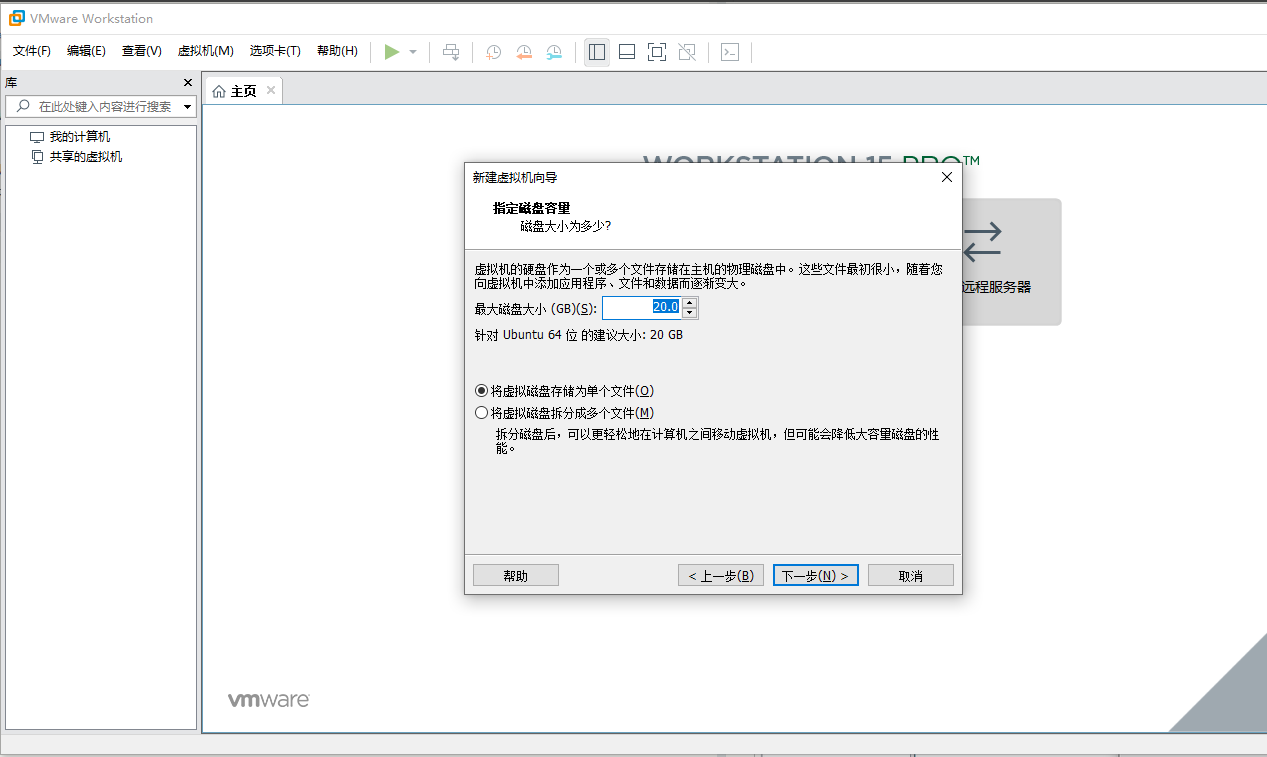 VMware Workstation
文件(F) 编辑(E) 查看(V) 虚拟机(M) 选项卡(T) 帮助(H)
库
在此处键入内容进行搜索
我的计算机
共享的虚拟机
主页
WORKSTATION 15 PRO™
远程服务器
新建虚拟机向导
指定磁盘容量
磁盘大小为多少?
虚拟机的硬盘作为一个或多个文件存储在主机的物理磁盘中。这些文件最初很小，随着您
向虚拟机中添加应用程序、文件和数据而逐渐变大。
最大磁盘大小 (GB)(S): 20.0
针对 Ubuntu 64 位 的建议大小: 20 GB
将虚拟磁盘存储为单个文件(O)
将虚拟磁盘拆分成多个文件(M)
拆分磁盘后，可以更轻松地在计算机之间移动虚拟机，但可能会降低大容量磁盘的性
能。
帮助 < 上一步(B) 下一步(N) > 取消
vmware